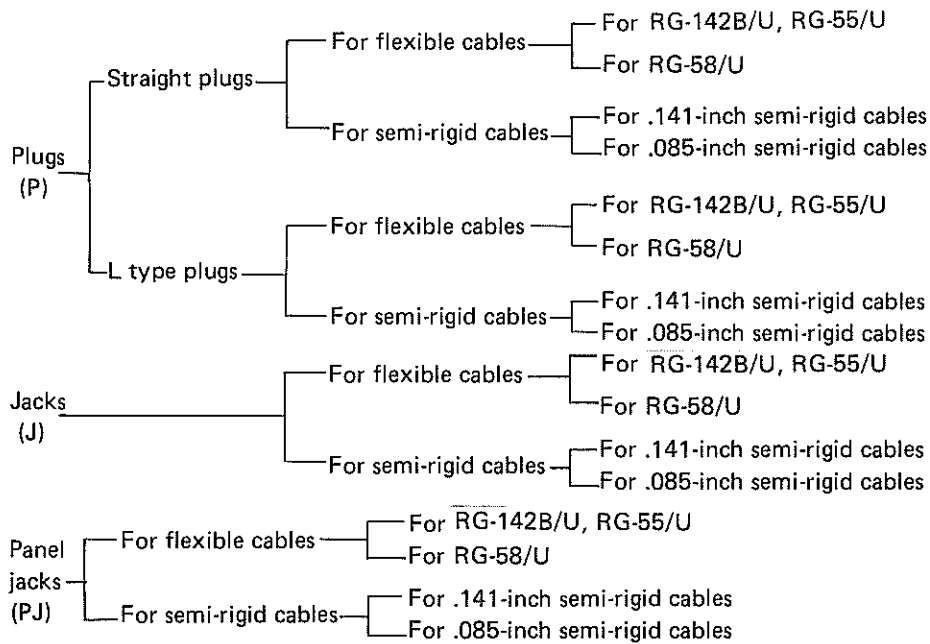 For RG-142B/U, RG-55/U
For flexible cables
For RG-58/U
Straight plugs
For .141-inch semi-rigid cables
For semi-rigid cables
For .085-inch semi-rigid cables
Plugs
(P)
For RG-142B/U, RG-55/U
For flexible cables
For RG-58/U
L type plugs
For .141-inch semi-rigid cables
For semi-rigid cables
For .085-inch semi-rigid cables
For RG-142B/U, RG-55/U
For flexible cables
For RG-58/U
Jacks
(J)
For .141-inch semi-rigid cables
For semi-rigid cables
For .085-inch semi-rigid cables
For RG-142B/U, RG-55/U
For flexible cables
For RG-58/U
Panel
jacks
(PJ)
For .141-inch semi-rigid cables
For semi-rigid cables
For .085-inch semi-rigid cables